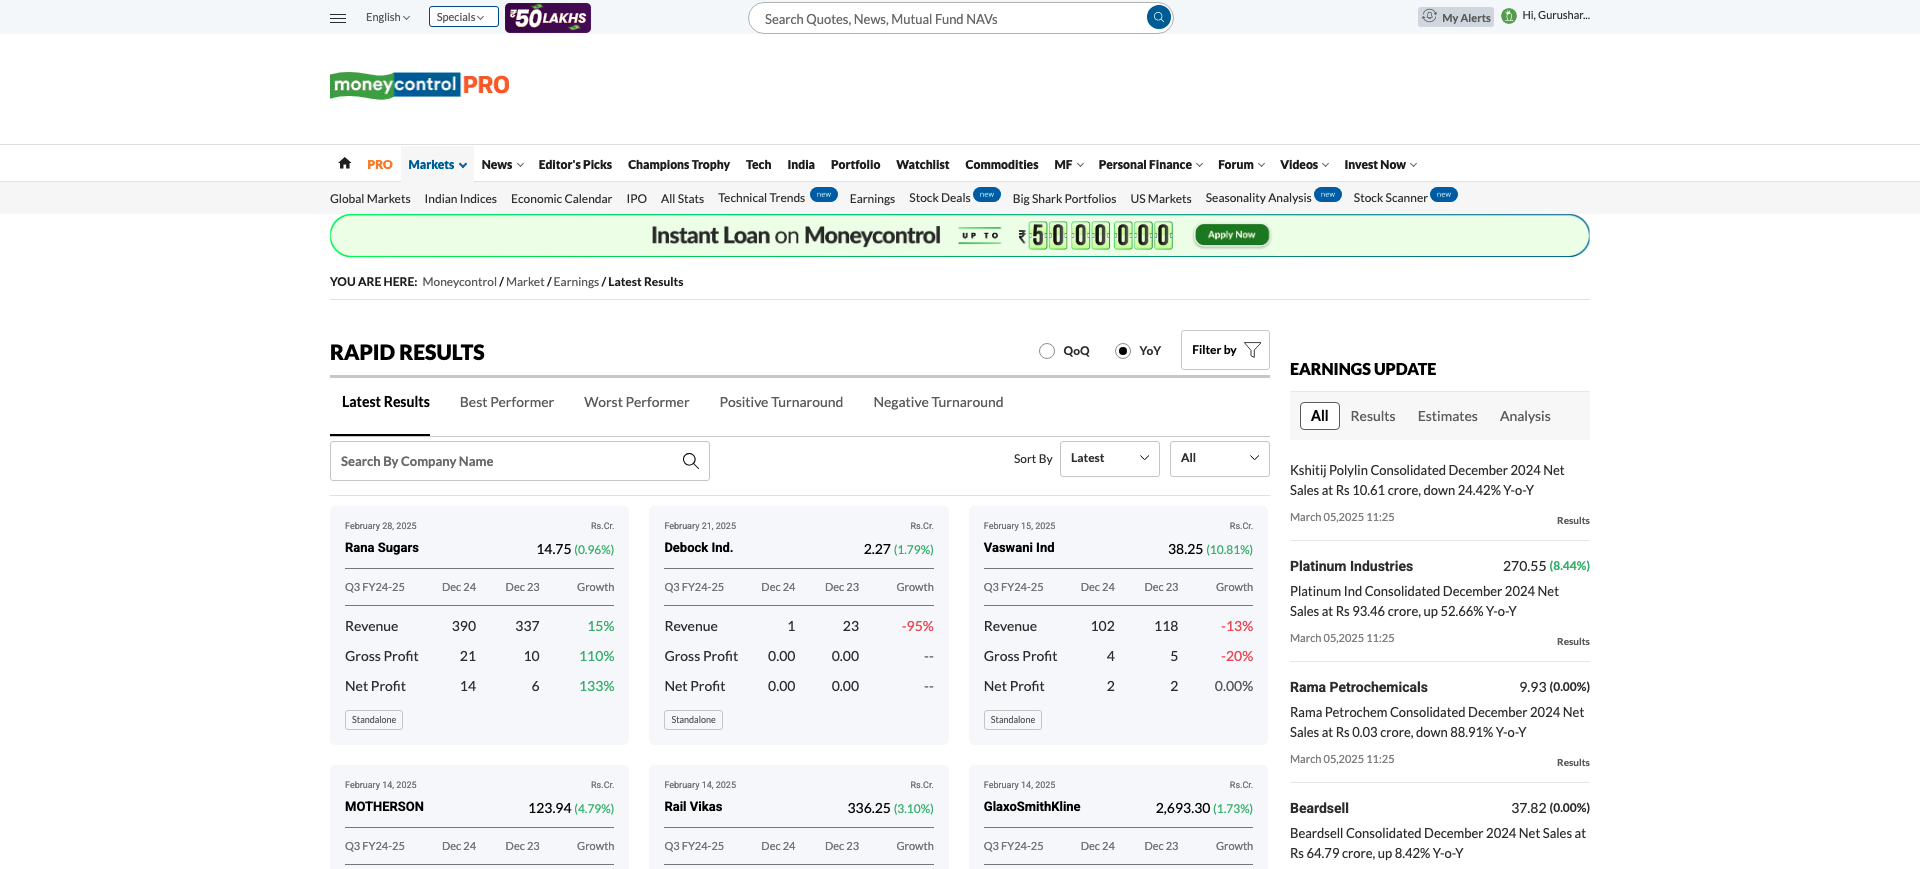 English
Specials
₹50 LAKHS
Search Quotes, News, Mutual Fund NAVs
My Alerts
Hi, Gurushar...
moneycontrol PRO
PRO Markets News Editor's Picks Champions Trophy Tech India Portfolio Watchlist Commodities MF Personal Finance Forum Videos Invest Now
Global Markets Indian Indices Economic Calendar IPO All Stats Technical Trends new Earnings Stock Deals new Big Shark Portfolios US Markets Seasonality Analysis new Stock Scanner new
Instant Loan on Moneycontrol UP TO ₹5000000 Apply Now
YOU ARE HERE: Moneycontrol / Market / Earnings / Latest Results
RAPID RESULTS
QoQ YoY Filter by
Latest Results Best Performer Worst Performer Positive Turnaround Negative Turnaround
Search By Company Name
Sort By Latest All
February 28, 2025 Rs.Cr.
Rana Sugars 14.75 (0.96%)
Q3 FY24-25 Dec 24 Dec 23 Growth
Revenue 390 337 15%
Gross Profit 21 10 110%
Net Profit 14 6 133%
Standalone
February 21, 2025 Rs.Cr.
Debock Ind. 2.27 (1.79%)
Q3 FY24-25 Dec 24 Dec 23 Growth
Revenue 1 23 -95%
Gross Profit 0.00 0.00 --
Net Profit 0.00 0.00 --
Standalone
February 15, 2025 Rs.Cr.
Vaswani Ind 38.25 (10.81%)
Q3 FY24-25 Dec 24 Dec 23 Growth
Revenue 102 118 -13%
Gross Profit 4 5 -20%
Net Profit 2 2 0.00%
Standalone
February 14, 2025 Rs.Cr.
MOTHERSON 123.94 (4.79%)
Q3 FY24-25 Dec 24 Dec 23 Growth
February 14, 2025 Rs.Cr.
Rail Vikas 336.25 (3.10%)
Q3 FY24-25 Dec 24 Dec 23 Growth
February 14, 2025 Rs.Cr.
GlaxoSmithKline 2,693.30 (1.73%)
Q3 FY24-25 Dec 24 Dec 23 Growth
EARNINGS UPDATE
All Results Estimates Analysis
Kshitij Polylin Consolidated December 2024 Net
Sales at Rs 10.61 crore, down 24.42% Y-o-Y
March 05,2025 11:25
Results
Platinum Industries 270.55 (8.44%)
Platinum Ind Consolidated December 2024 Net
Sales at Rs 93.46 crore, up 52.66% Y-o-Y
March 05,2025 11:25
Results
Rama Petrochemicals 9.93 (0.00%)
Rama Petrochem Consolidated December 2024 Net
Sales at Rs 0.03 crore, down 88.91% Y-o-Y
March 05,2025 11:25
Results
Beardsell 37.82 (0.00%)
Beardsell Consolidated December 2024 Net Sales at
Rs 64.79 crore, up 8.42% Y-o-Y